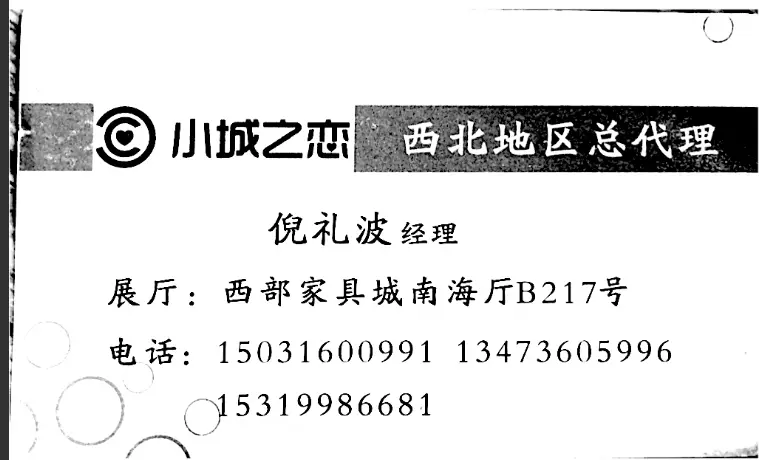 小城之恋 西北地区总代理
倪礼波 经理
展厅：西部家具城南海厅B217号
电话：15031600991 13473605996
15319986681